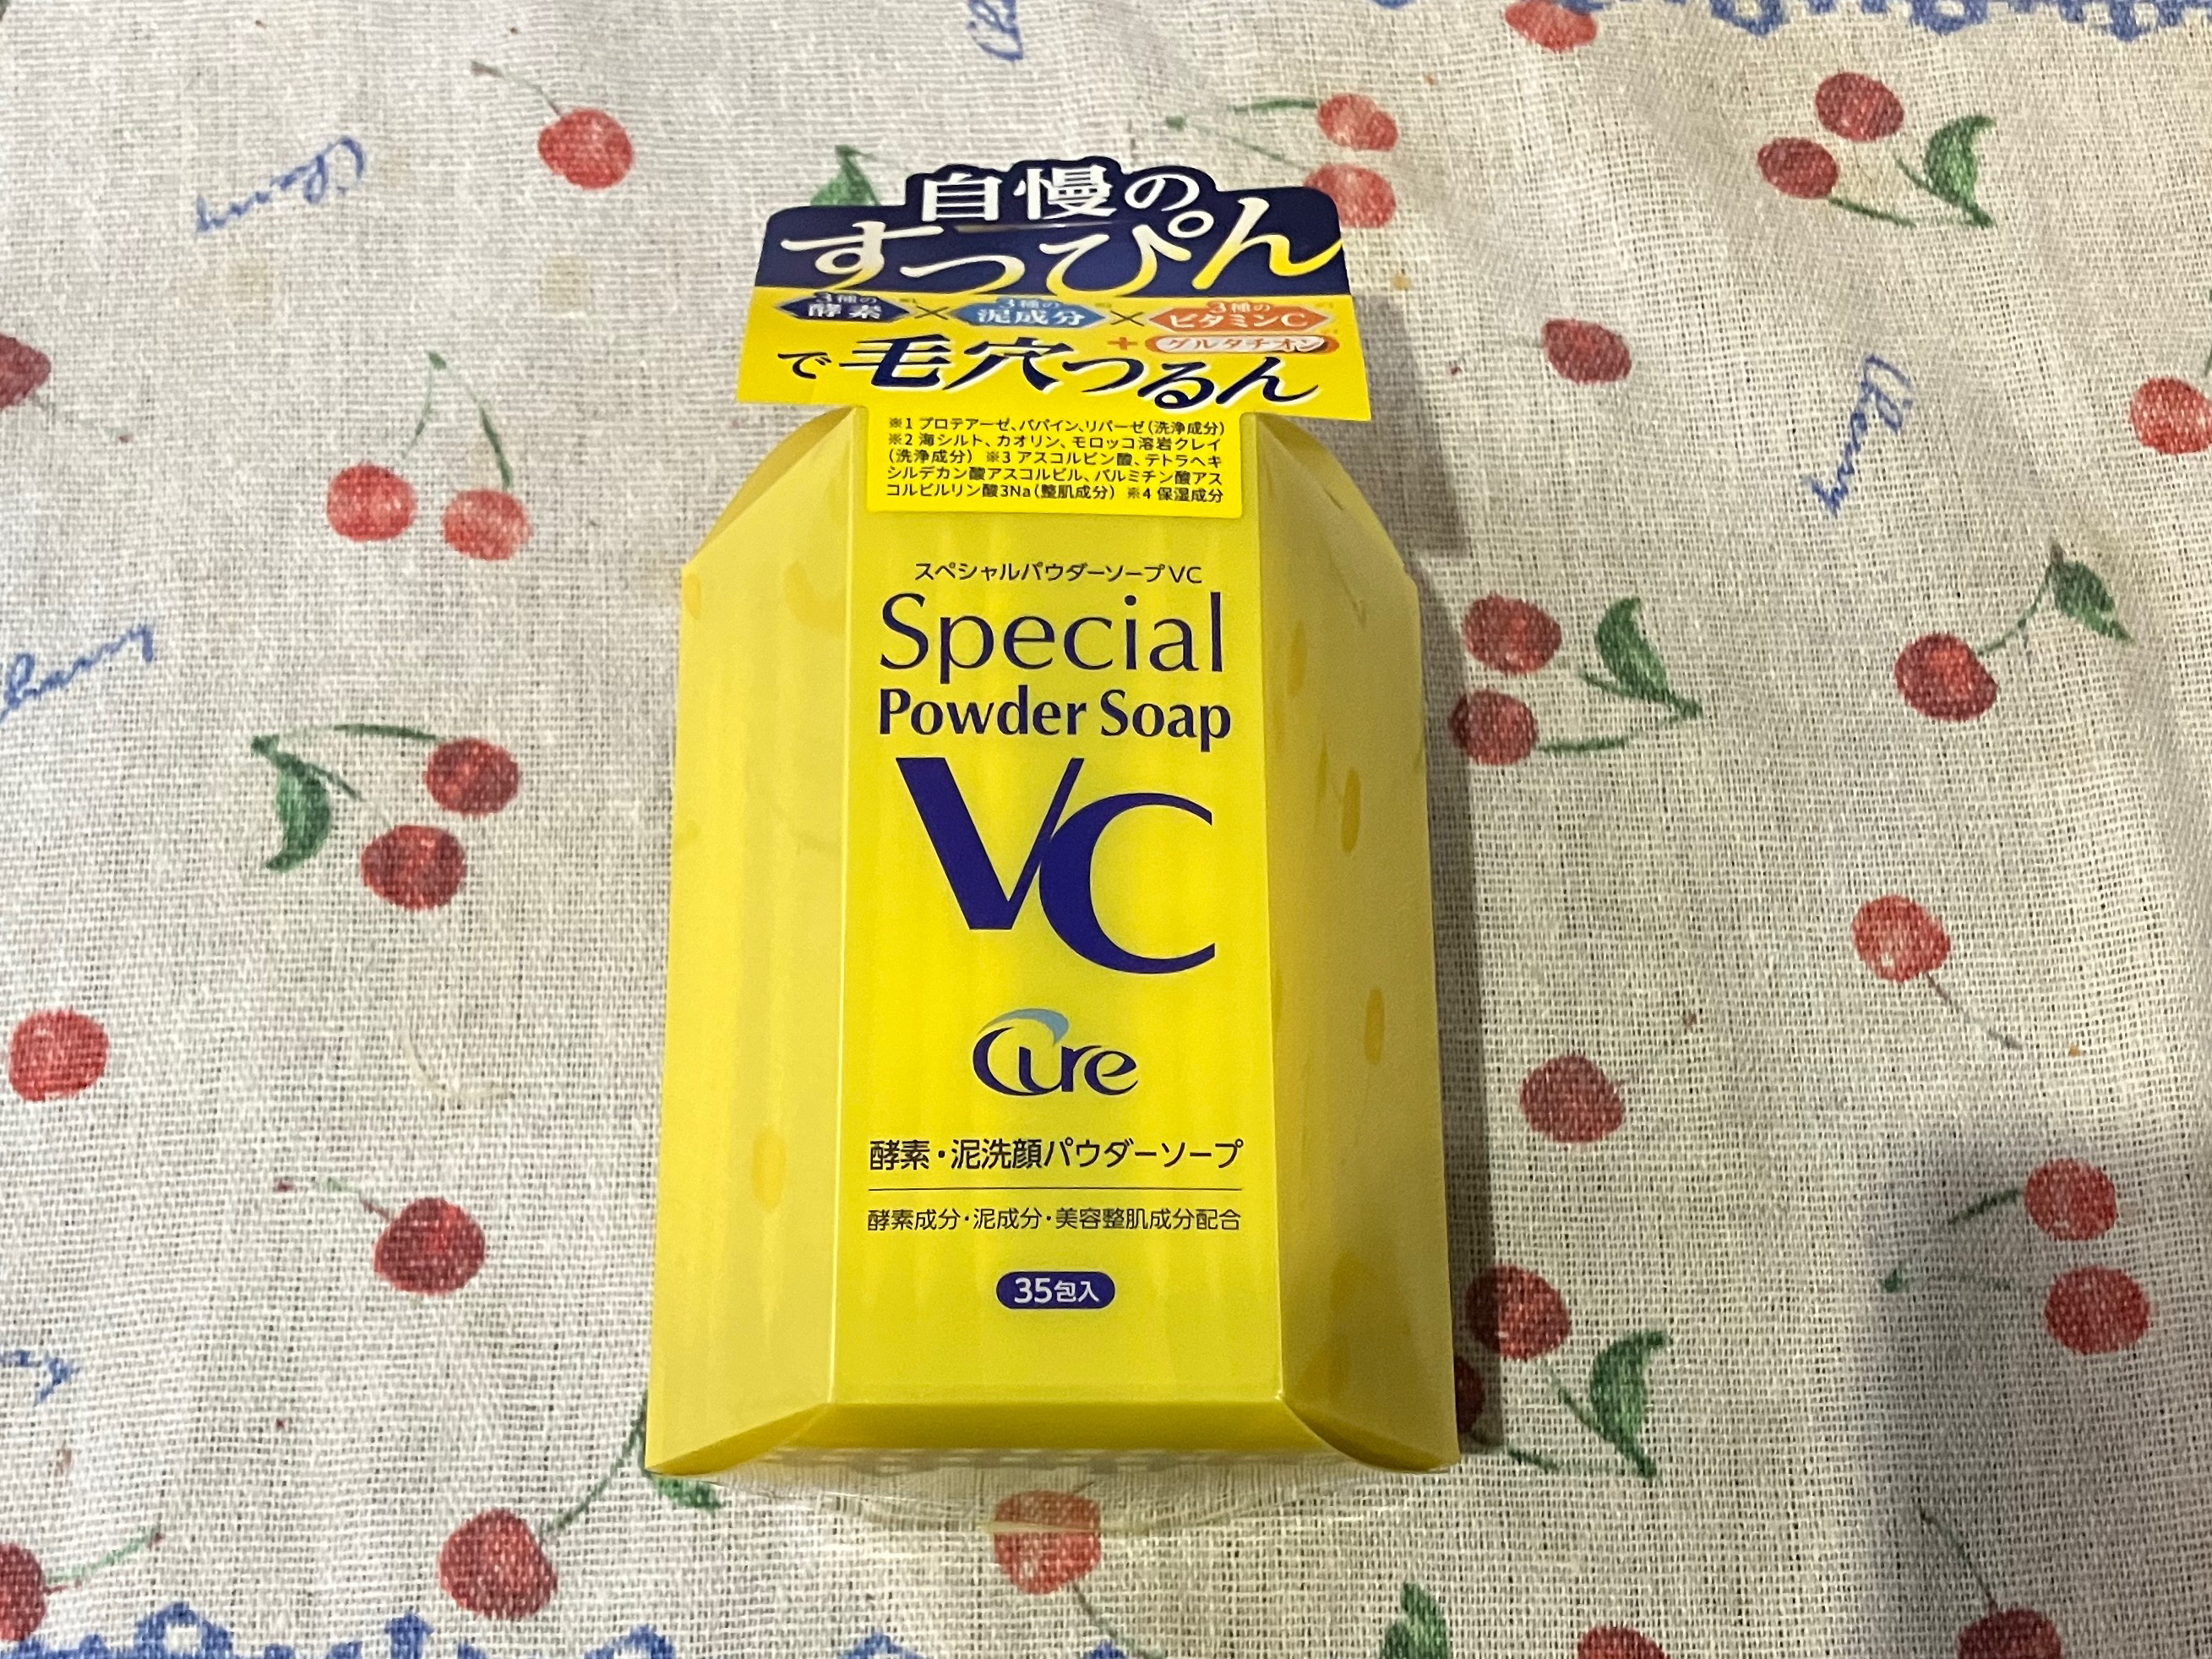 自慢の
すっぴん
3種の酵素※1×3種の泥成分※2×3種のビタミンC※3
+グルタチオン※4
で毛穴つるん
※1 プロテアーゼ、パパイン、リパーゼ(洗浄成分)
※2 海シルト、カオリン、モロッコ溶岩クレイ
(洗浄成分) ※3 アスコルビン酸、テトラヘキ
シルデカン酸アスコルビル、パルミチン酸アス
コルビルリン酸3Na(整肌成分) ※4 保湿成分
スペシャルパウダーソープVC
Special
Powder Soap
VC
Cure
酵素・泥洗顔パウダーソープ
酵素成分・泥成分・美容整肌成分配合
35包入
Cherry
Cherry